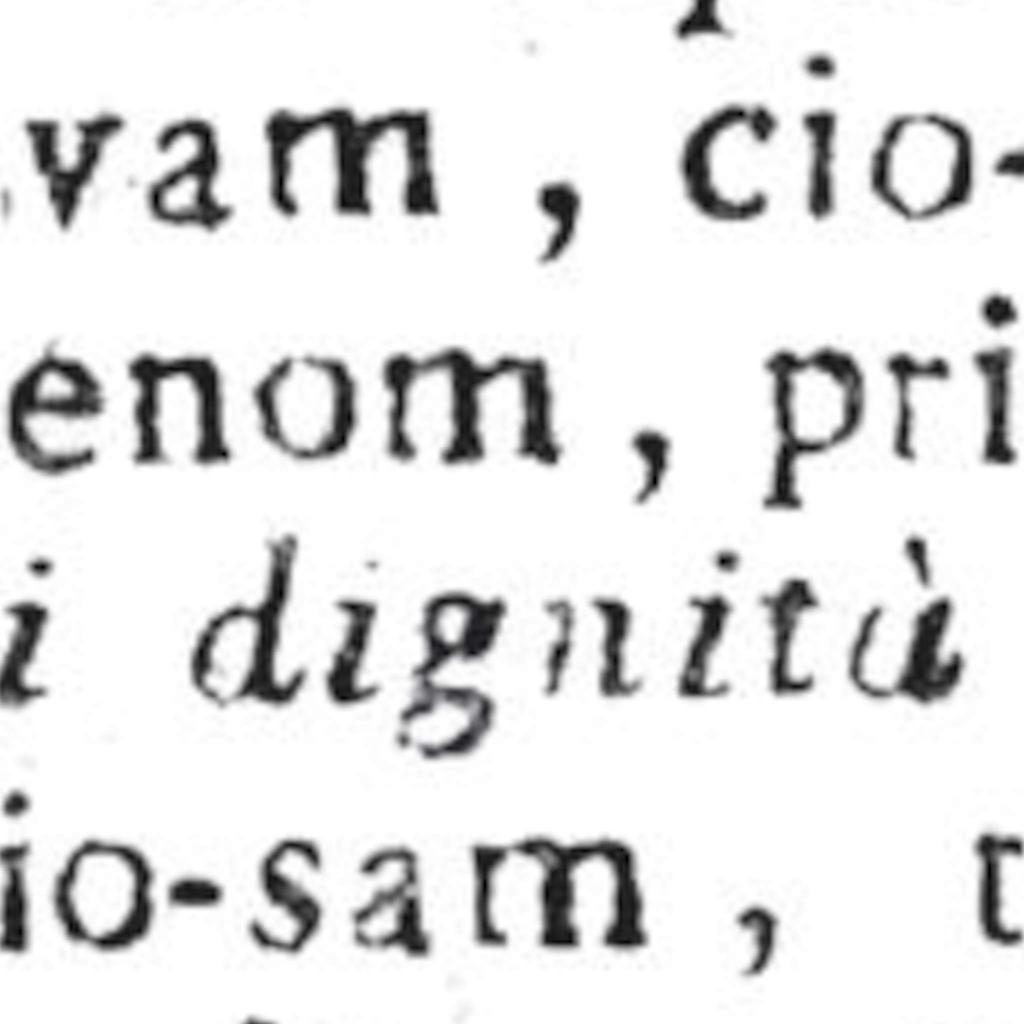 vam , cio-
enom , pri
i dignità
io-sam ,